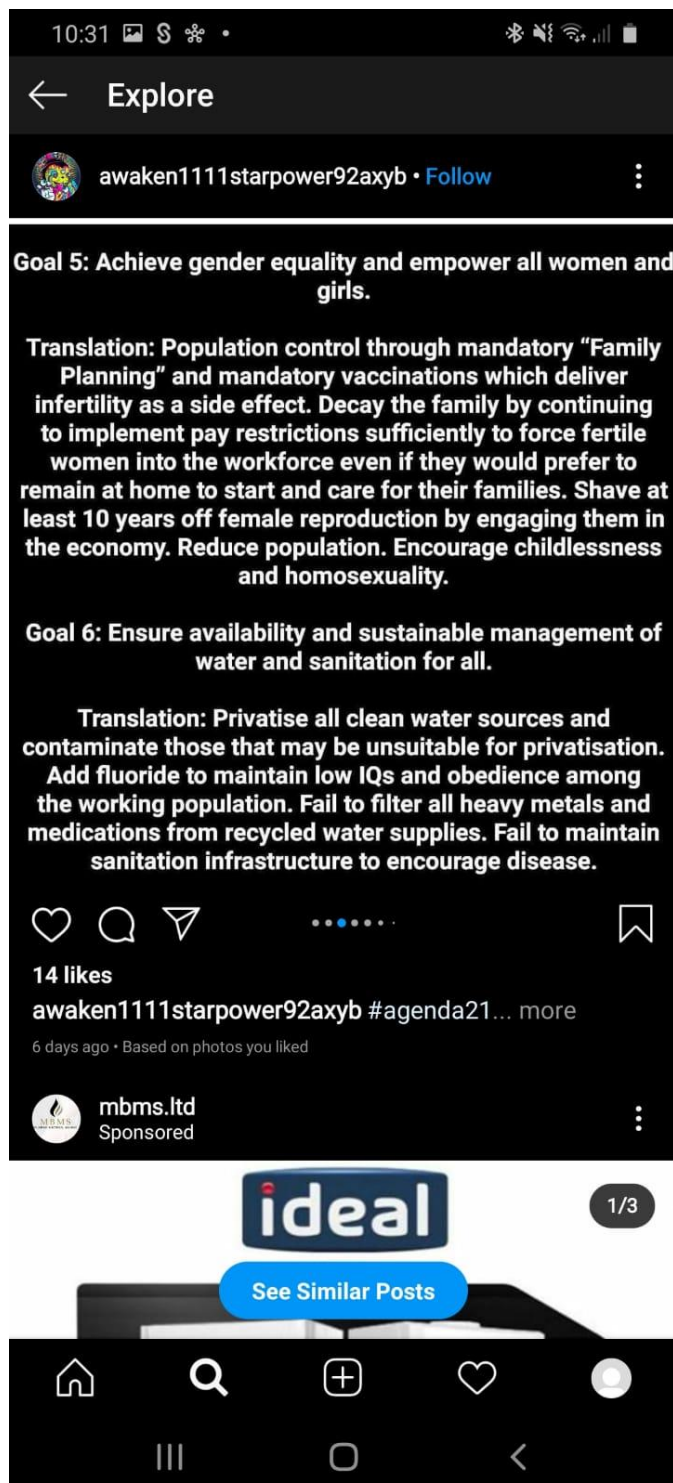 10:31
Explore
awaken1111starpower92axyb • Follow
Goal 5: Achieve gender equality and empower all women and
girls.
Translation: Population control through mandatory “Family
Planning” and mandatory vaccinations which deliver
infertility as a side effect. Decay the family by continuing
to implement pay restrictions sufficiently to force fertile
women into the workforce even if they would prefer to
remain at home to start and care for their families. Shave at
least 10 years off female reproduction by engaging them in
the economy. Reduce population. Encourage childlessness
and homosexuality.
Goal 6: Ensure availability and sustainable management of
water and sanitation for all.
Translation: Privatise all clean water sources and
contaminate those that may be unsuitable for privatisation.
Add fluoride to maintain low IQs and obedience among
the working population. Fail to filter all heavy metals and
medications from recycled water supplies. Fail to maintain
sanitation infrastructure to encourage disease.
14 likes
awaken1111starpower92axyb #agenda21... more
6 days ago • Based on photos you liked
MBMS
mbms.ltd
Sponsored
ideal
1/3
See Similar Posts